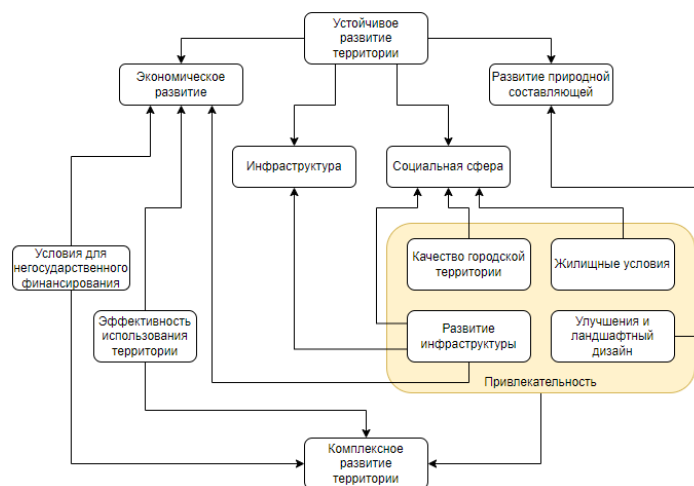 Устойчивое
развитие
территории
Экономическое
развитие
Развитие природной
составляющей
Инфраструктура
Социальная сфера
Условия для
негосударственного
финансирования
Качество городской
территории
Жилищные условия
Эффективность
использования
территории
Развитие
инфраструктуры
Улучшения и
ландшафтный
дизайн
Привлекательность
Комплексное
развитие
территории